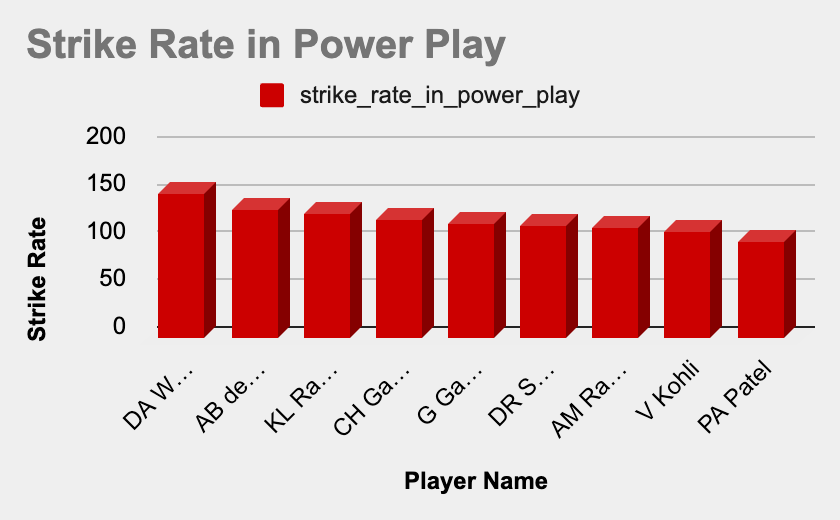 Strike Rate in Power Play
strike_rate_in_power_play
200
150
100
50
0
Strike Rate
DA W…
AB de…
KL Ra…
CH Ga…
G Ga…
DR S…
AM Ra…
V Kohli
PA Patel
Player Name